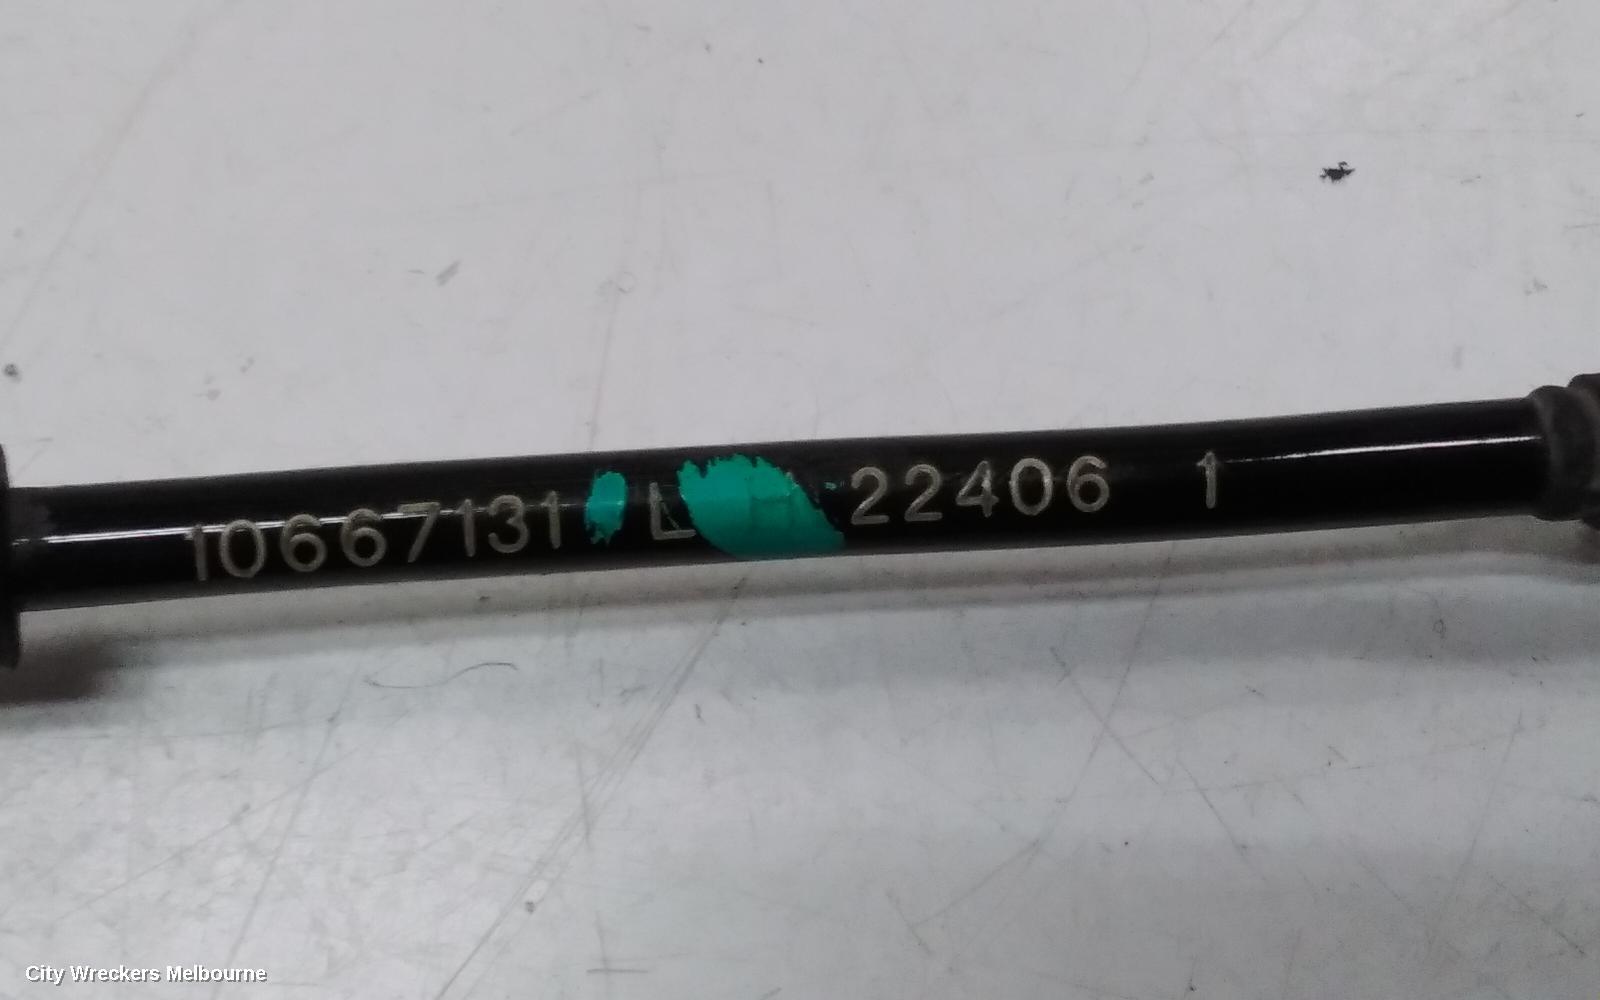 10667131 L 22406 1
City Wreckers Melbourne